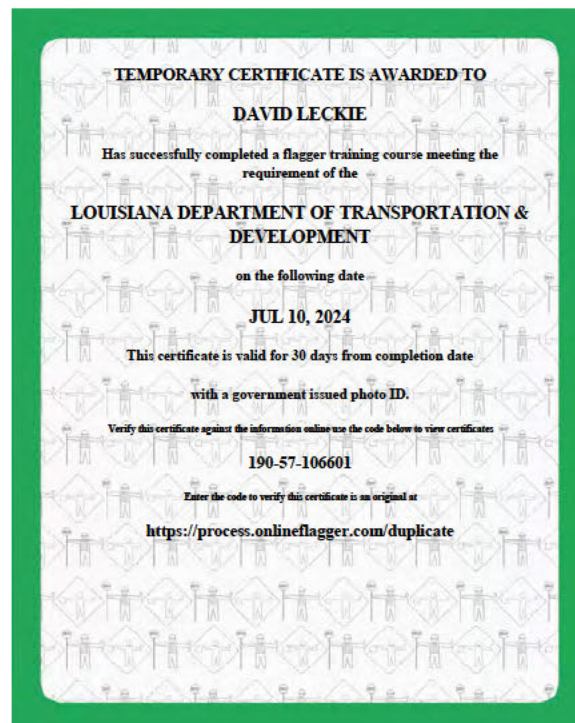 TEMPORARY CERTIFICATE IS AWARDED TO
DAVID LECKIE
Has successfully completed a flagger training course meeting the
requirement of the
LOUISIANA DEPARTMENT OF TRANSPORTATION &
DEVELOPMENT
on the following date
JUL 10, 2024
This certificate is valid for 30 days from completion date
with a government issued photo ID.
Verify this certificate against the information online use the code below to view certificates
190-57-106601
Enter the code to verify this certificate is an original at
https://process.onlineflagger.com/duplicate